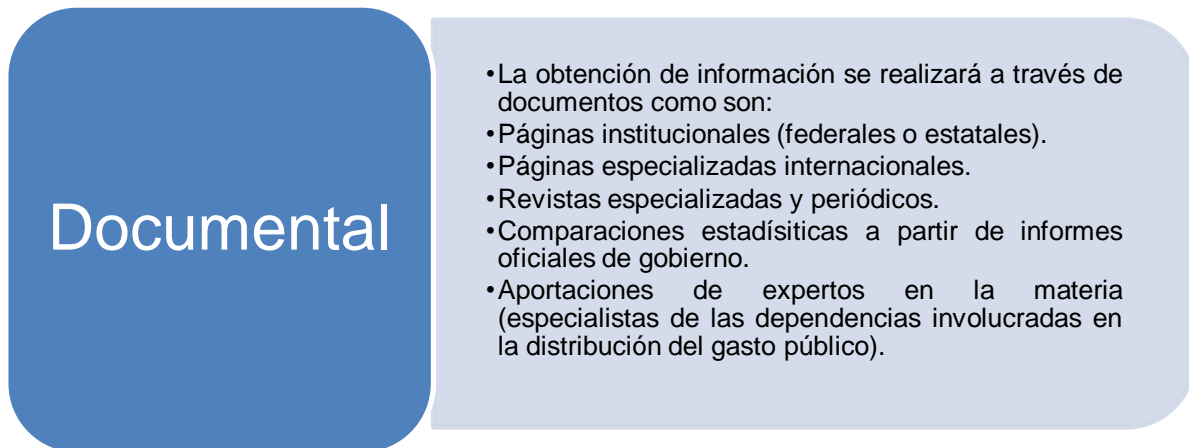 Documental
•La obtención de información se realizará a través de
documentos como son:
•Páginas institucionales (federales o estatales).
•Páginas especializadas internacionales.
•Revistas especializadas y periódicos.
•Comparaciones estadísiticas a partir de informes
oficiales de gobierno.
•Aportaciones de expertos en la materia
(especialistas de las dependencias involucradas en
la distribución del gasto público).